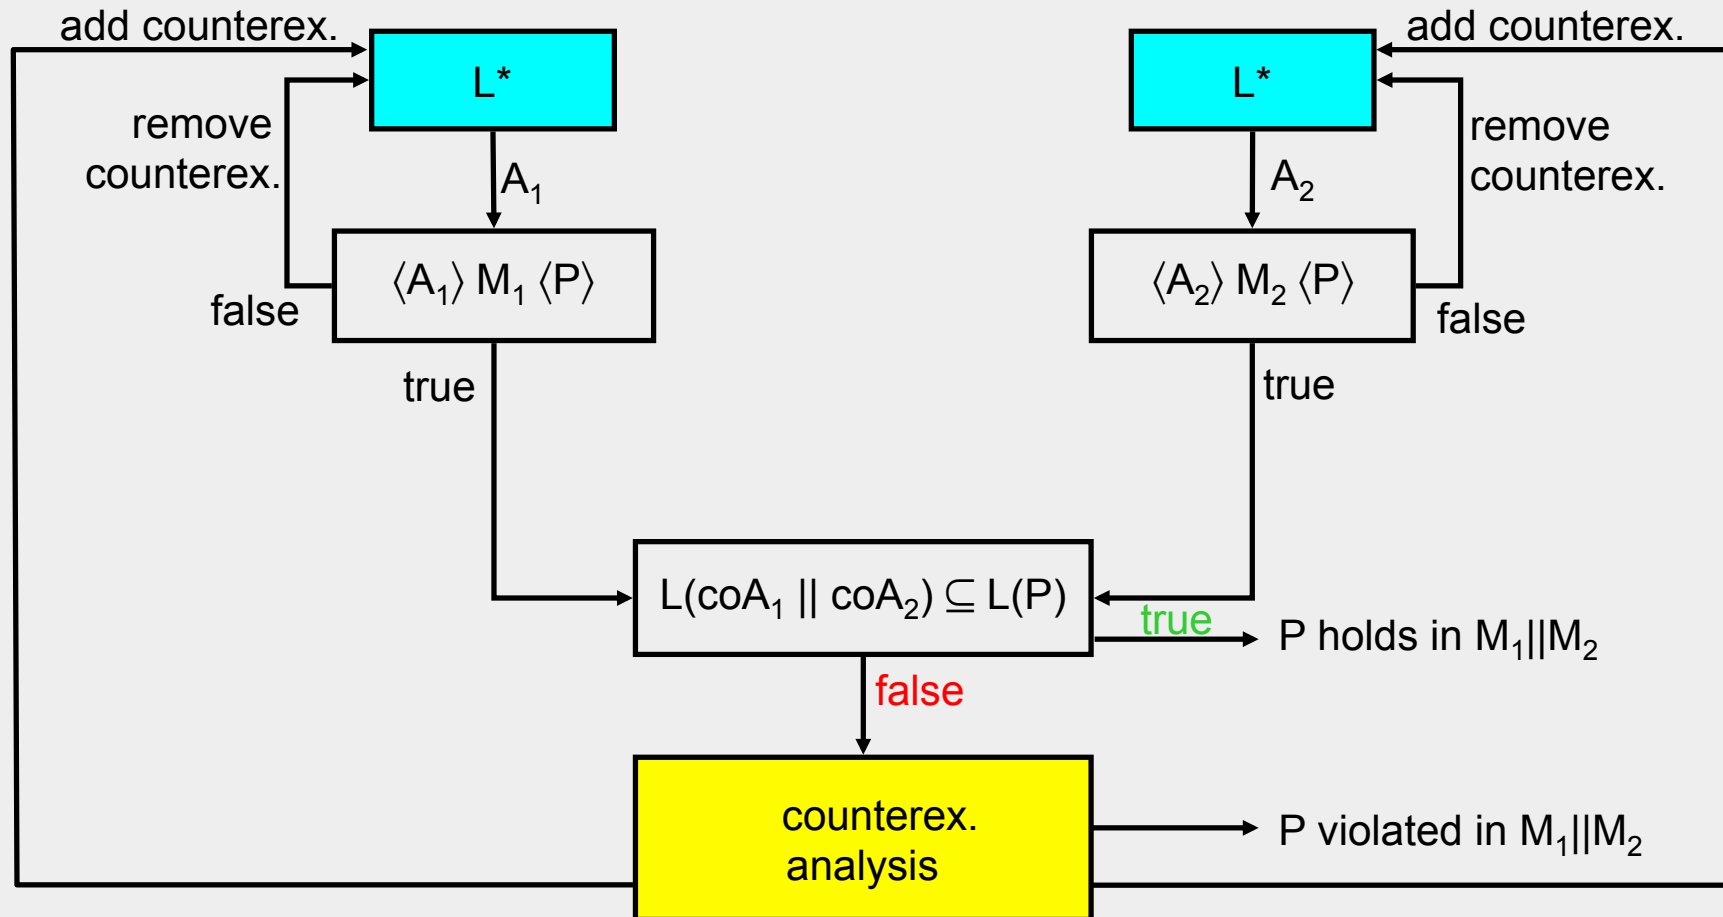 add counterex.
L*
L*
add counterex.
remove
counterex.
remove
counterex.
A₁
A₂
⟨A₁⟩ M₁ ⟨P⟩
⟨A₂⟩ M₂ ⟨P⟩
false
false
true
true
L(coA₁ || coA₂) ⊆ L(P)
true
P holds in M₁||M₂
false
counterex.
analysis
P violated in M₁||M₂